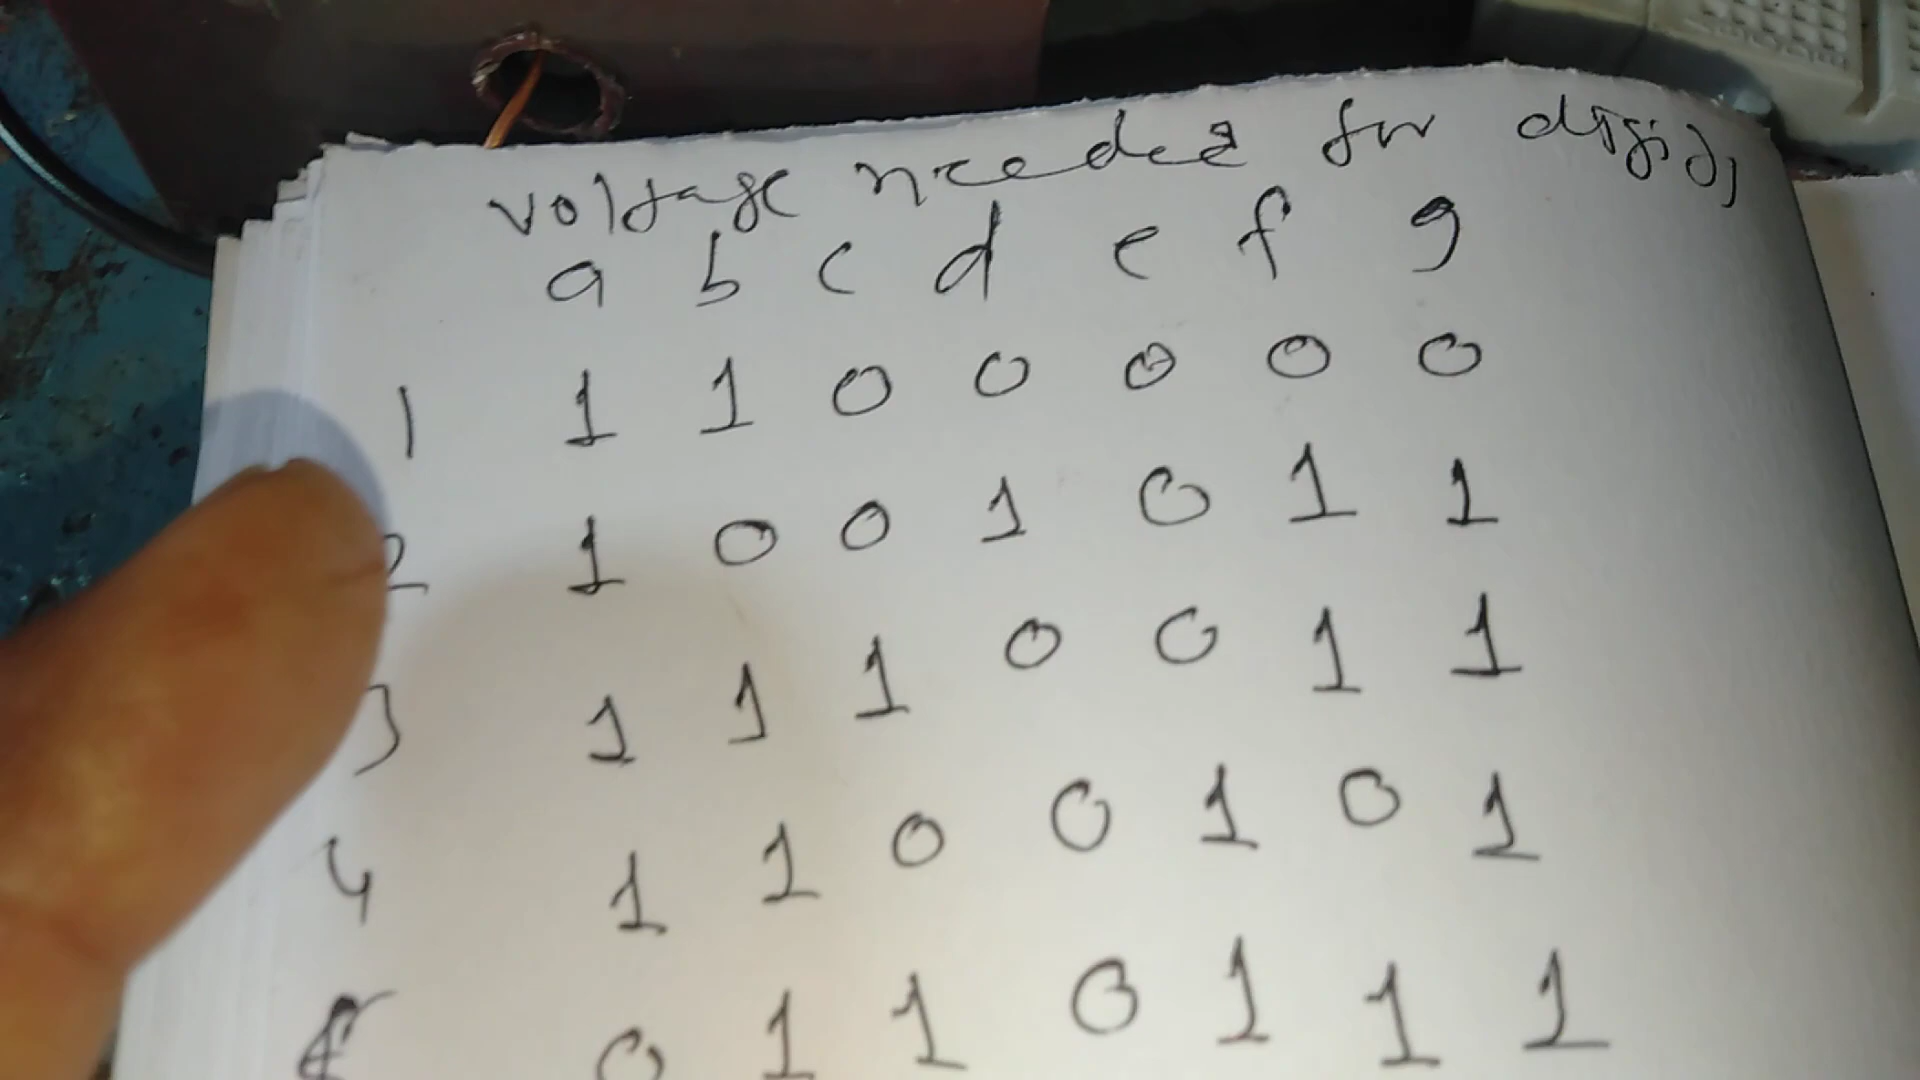 voltage needed for digits
a b c d e f g
1 1 1 0 0 0 0 0
2 1 0 0 1 0 1 1
3 1 1 1 0 0 1 1
4 1 1 0 0 1 0 1
0 1 1 0 1 1 1